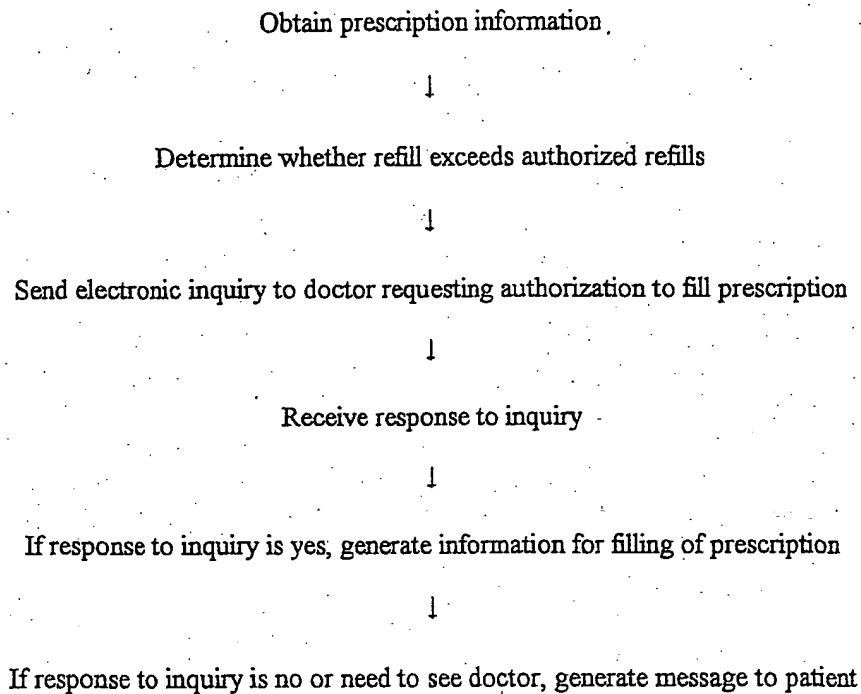 Obtain prescription information
↓
Determine whether refill exceeds authorized refills
↓
Send electronic inquiry to doctor requesting authorization to fill prescription
↓
Receive response to inquiry
↓
If response to inquiry is yes, generate information for filling of prescription
↓
If response to inquiry is no or need to see doctor, generate message to patient